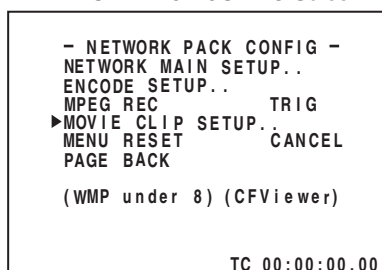 – NETWORK PACK CONFIG –
NETWORK MAIN SETUP..
ENCODE SETUP..
MPEG REC TRIG
▶MOVIE CLIP SETUP..
MENU RESET CANCEL
PAGE BACK
(WMP under 8) (CFViewer)
TC 00:00:00.00